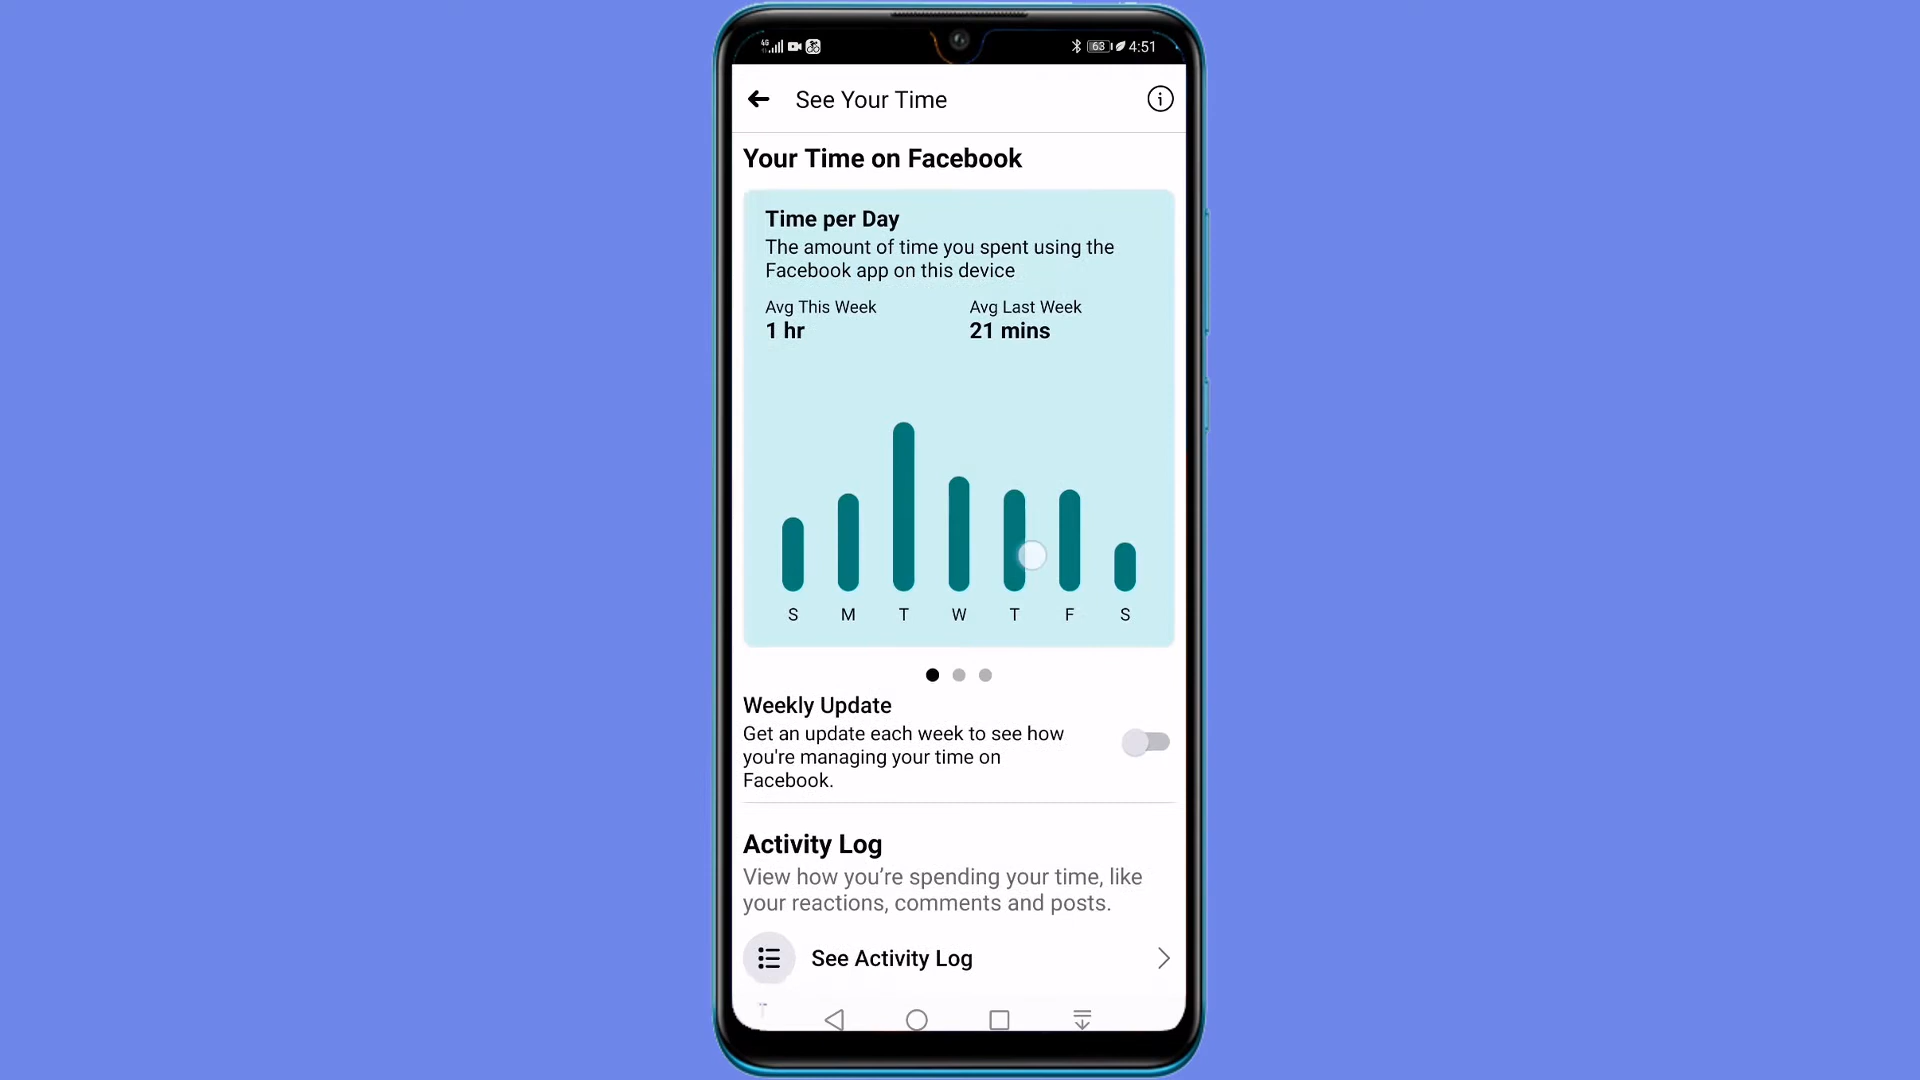 4G 63 4:51
See Your Time
Your Time on Facebook
Time per Day
The amount of time you spent using the
Facebook app on this device
Avg This Week Avg Last Week
1 hr 21 mins
S M T W T F S
Weekly Update
Get an update each week to see how
you're managing your time on
Facebook.
Activity Log
View how you’re spending your time, like
your reactions, comments and posts.
See Activity Log